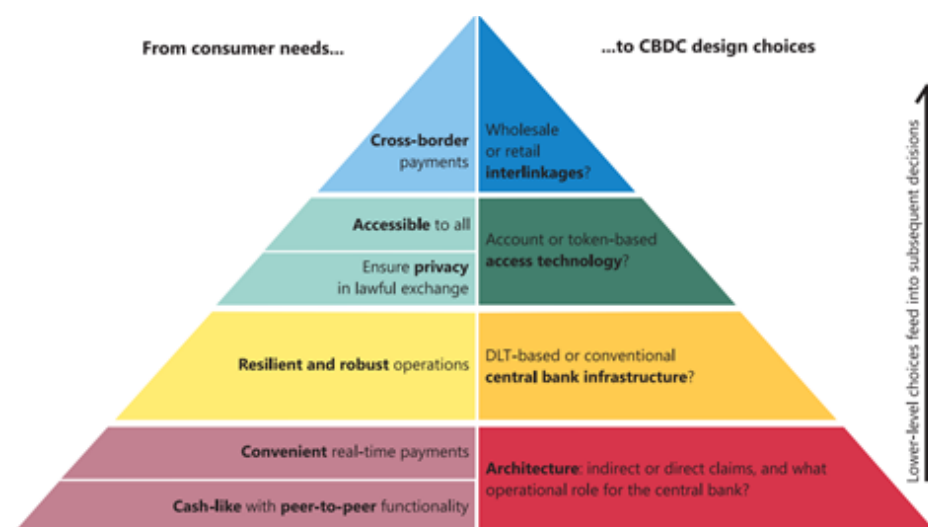 From consumer needs...
...to CBDC design choices
Cross-border
payments
Wholesale
or retail
interlinkages?
Accessible to all
Ensure privacy
in lawful exchange
Account or token-based
access technology?
Resilient and robust operations
DLT-based or conventional
central bank infrastructure?
Convenient real-time payments
Cash-like with peer-to-peer functionality
Architecture: indirect or direct claims, and what
operational role for the central bank?
Lower-level choices feed into subsequent decisions